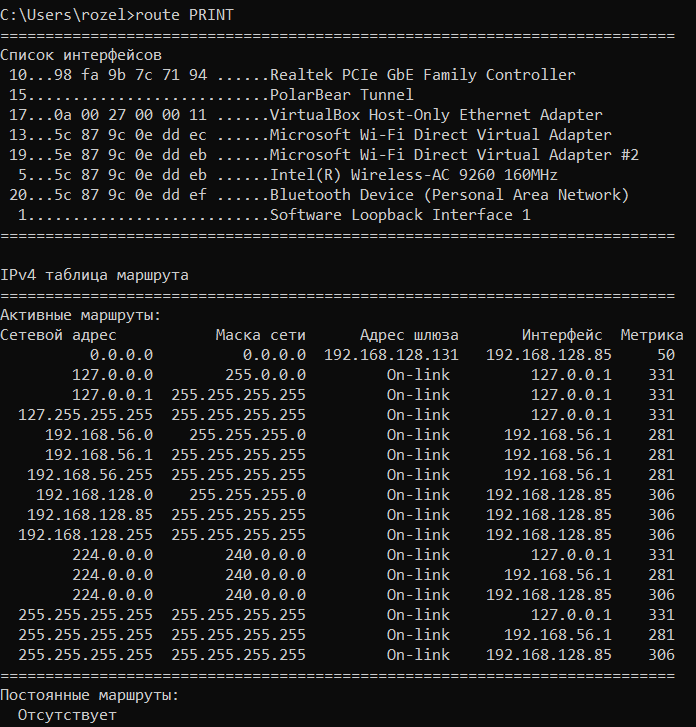 C:\Users\rozel>route PRINT
===========================================================================
Список интерфейсов
 10...98 fa 9b 7c 71 94 ......Realtek PCIe GbE Family Controller
 15...........................PolarBear Tunnel
 17...0a 00 27 00 00 11 ......VirtualBox Host-Only Ethernet Adapter
 13...5c 87 9c 0e dd ec ......Microsoft Wi-Fi Direct Virtual Adapter
 19...5e 87 9c 0e dd eb ......Microsoft Wi-Fi Direct Virtual Adapter #2
  5...5c 87 9c 0e dd eb ......Intel(R) Wireless-AC 9260 160MHz
 20...5c 87 9c 0e dd ef ......Bluetooth Device (Personal Area Network)
  1...........................Software Loopback Interface 1
===========================================================================
IPv4 таблица маршрута
===========================================================================
Активные маршруты:
Сетевой адрес           Маска сети      Адрес шлюза       Интерфейс  Метрика
          0.0.0.0          0.0.0.0  192.168.128.131   192.168.128.85     50
        127.0.0.0        255.0.0.0         On-link         127.0.0.1    331
        127.0.0.1  255.255.255.255         On-link         127.0.0.1    331
  127.255.255.255  255.255.255.255         On-link         127.0.0.1    331
     192.168.56.0    255.255.255.0         On-link      192.168.56.1    281
     192.168.56.1  255.255.255.255         On-link      192.168.56.1    281
   192.168.56.255  255.255.255.255         On-link      192.168.56.1    281
    192.168.128.0    255.255.255.0         On-link    192.168.128.85    306
   192.168.128.85  255.255.255.255         On-link    192.168.128.85    306
  192.168.128.255  255.255.255.255         On-link    192.168.128.85    306
        224.0.0.0        240.0.0.0         On-link         127.0.0.1    331
        224.0.0.0        240.0.0.0         On-link      192.168.56.1    281
        224.0.0.0        240.0.0.0         On-link    192.168.128.85    306
  255.255.255.255  255.255.255.255         On-link         127.0.0.1    331
  255.255.255.255  255.255.255.255         On-link      192.168.56.1    281
  255.255.255.255  255.255.255.255         On-link    192.168.128.85    306
===========================================================================
Постоянные маршруты:
  Отсутствует